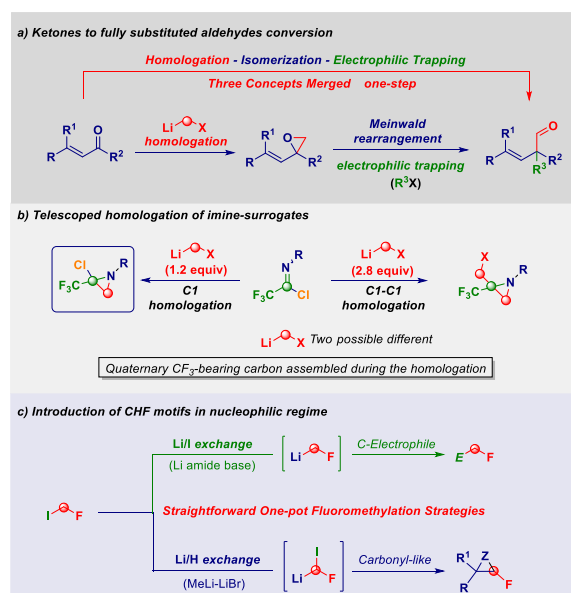 a) Ketones to fully substituted aldehydes conversion
Homologation - Isomerization - Electrophilic Trapping
Three Concepts Merged one-step
R¹ O
R R²
Li X
homologation
R¹ O
R R²
Meinwald
rearrangement
electrophilic trapping
(R³X)
R¹ O
R R²
R³
b) Telescoped homologation of imine-surrogates
Cl R
N
F₃C
Li X
(1.2 equiv)
C1
homologation
R
N
F₃C Cl
Li X
(2.8 equiv)
C1-C1
homologation
X R
N
F₃C
Li X Two possible different
Quaternary CF₃-bearing carbon assembled during the homologation
c) Introduction of CHF motifs in nucleophilic regime
Li/I exchange
(Li amide base)
Li F
C-Electrophile
E F
I F
Straightforward One-pot Fluoromethylation Strategies
Li/H exchange
(MeLi-LiBr)
I
Li F
Carbonyl-like
R¹ Z
R F